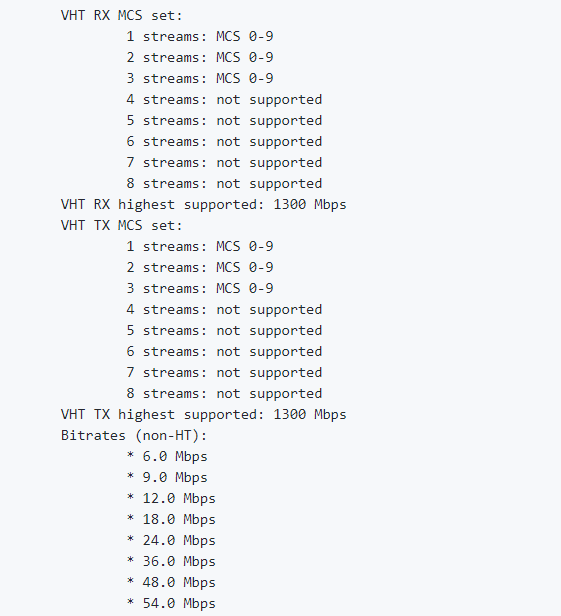 VHT RX MCS set:
1 streams: MCS 0-9
2 streams: MCS 0-9
3 streams: MCS 0-9
4 streams: not supported
5 streams: not supported
6 streams: not supported
7 streams: not supported
8 streams: not supported
VHT RX highest supported: 1300 Mbps
VHT TX MCS set:
1 streams: MCS 0-9
2 streams: MCS 0-9
3 streams: MCS 0-9
4 streams: not supported
5 streams: not supported
6 streams: not supported
7 streams: not supported
8 streams: not supported
VHT TX highest supported: 1300 Mbps
Bitrates (non-HT):
* 6.0 Mbps
* 9.0 Mbps
* 12.0 Mbps
* 18.0 Mbps
* 24.0 Mbps
* 36.0 Mbps
* 48.0 Mbps
* 54.0 Mbps